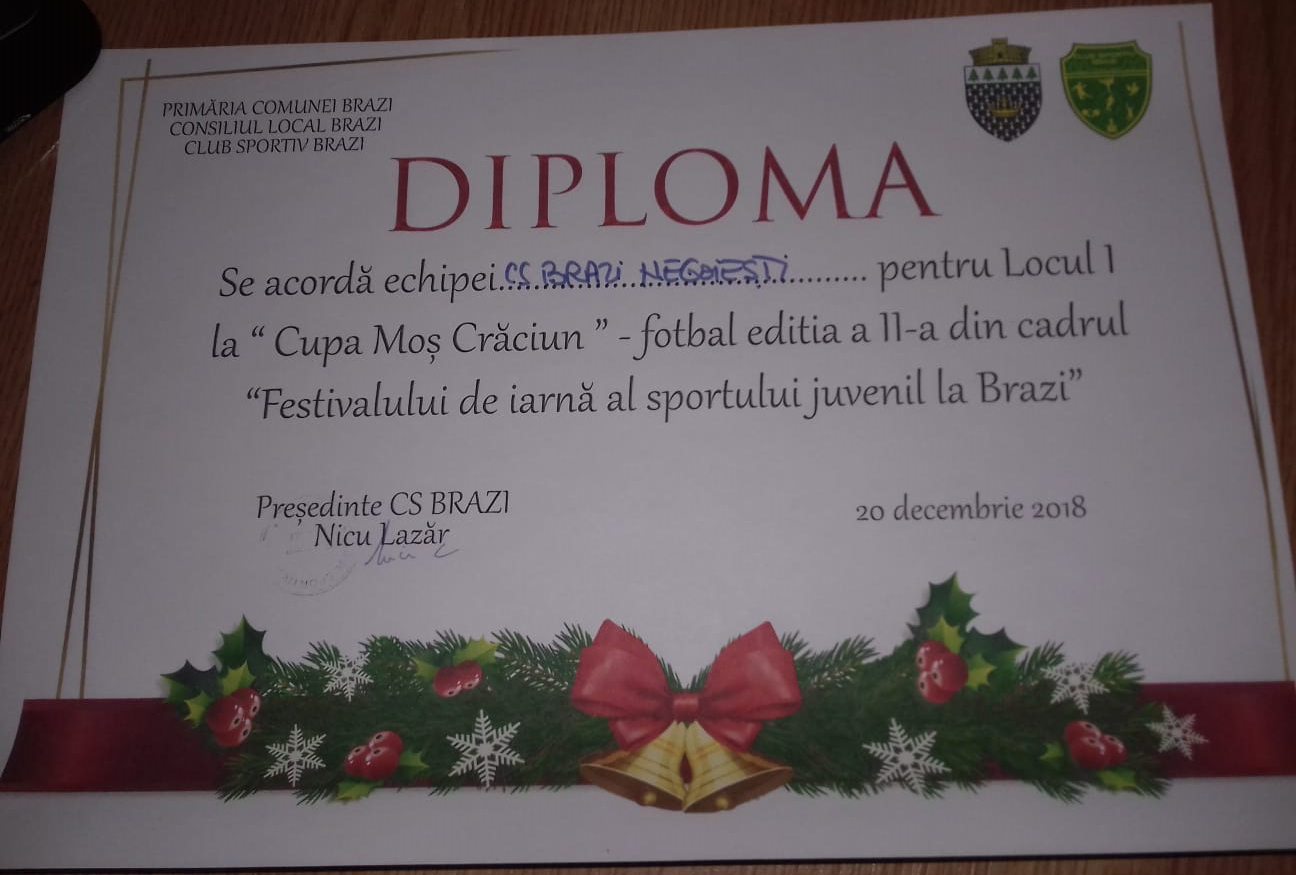 PRIMĂRIA COMUNEI BRAZI
CONSILIUL LOCAL BRAZI
CLUB SPORTIV BRAZI
DIPLOMA
Se acordă echipei..CS BRAZI NEGOIEȘTI......... pentru Locul I
la “ Cupa Moș Crăciun ” - fotbal editia a II-a din cadrul
“Festivalului de iarnă al sportului juvenil la Brazi”
Președinte CS BRAZI
Nicu Lazăr
20 decembrie 2018